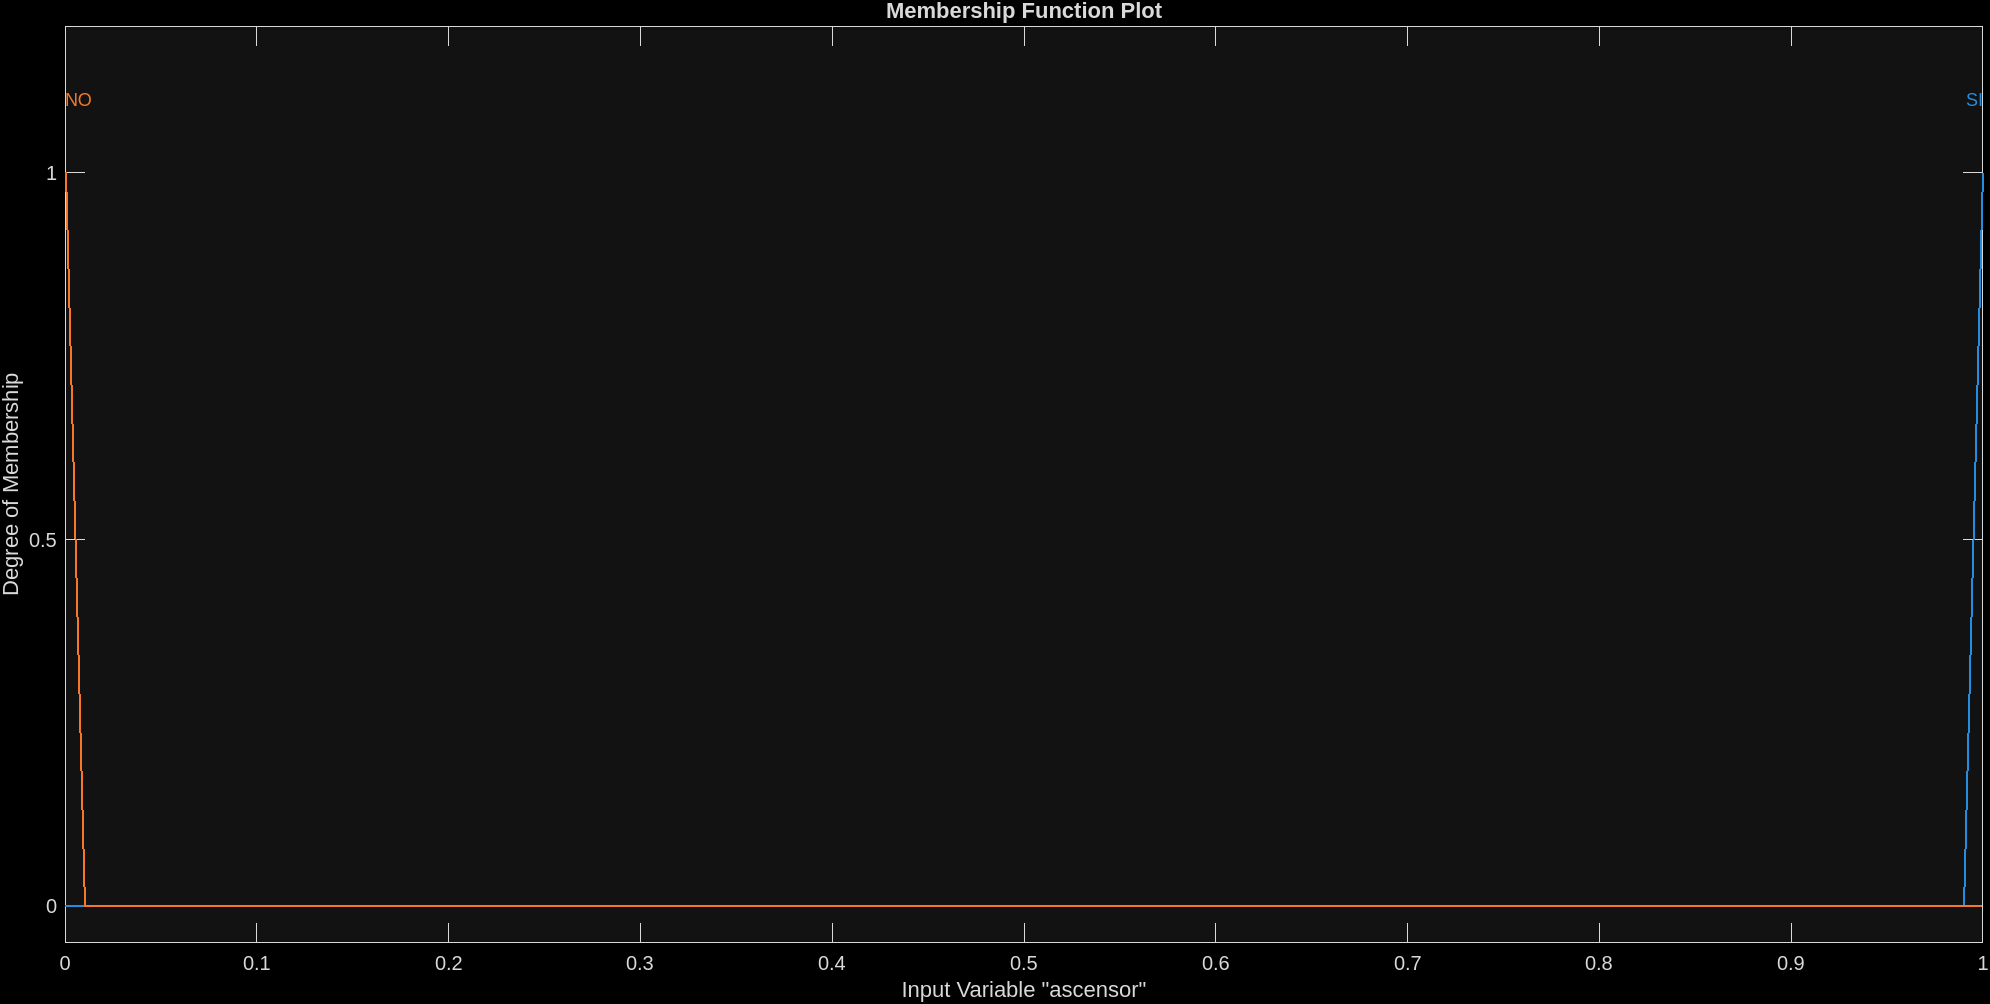 Membership Function Plot
NO
SI
1
0.5
0
Degree of Membership
0 0.1 0.2 0.3 0.4 0.5 0.6 0.7 0.8 0.9 1
Input Variable "ascensor"